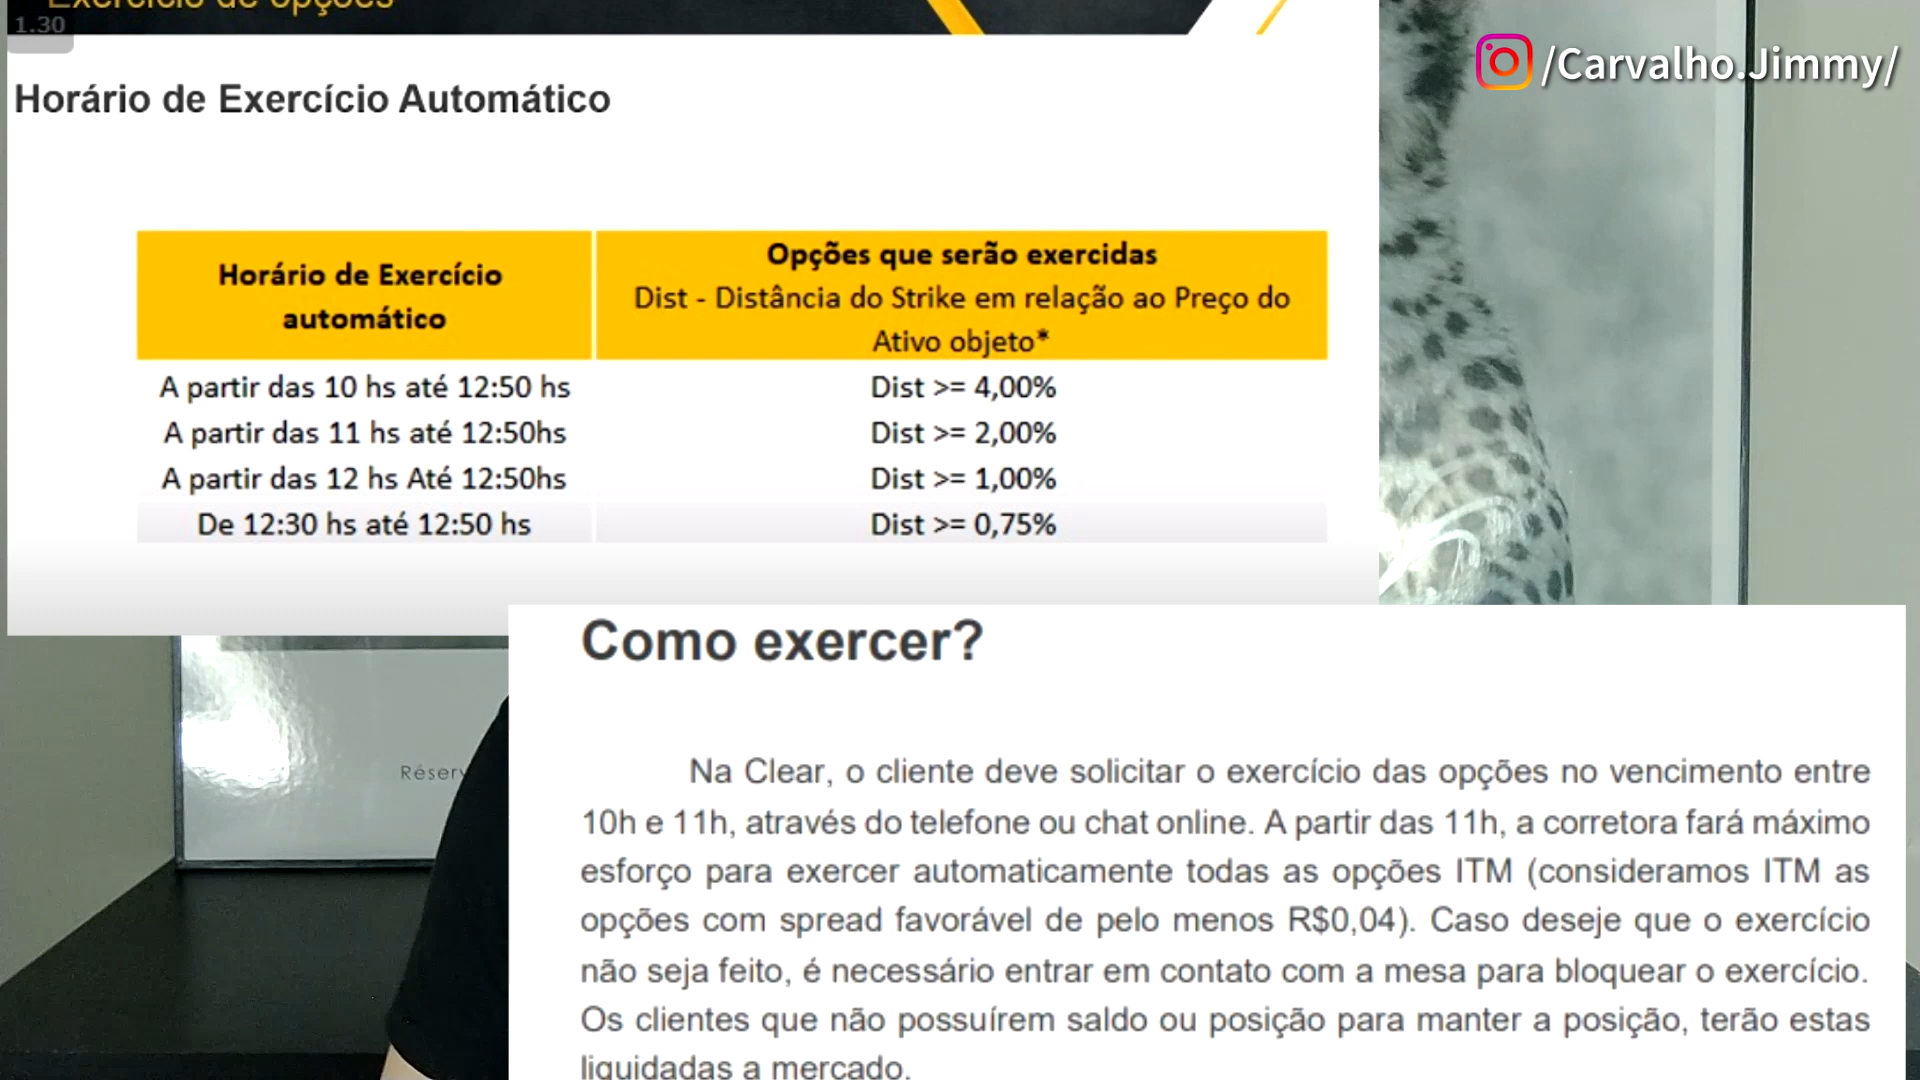 Exercício de opções
1.30
/Carvalho.Jimmy/
Horário de Exercício Automático
Horário de Exercício
automático
Opções que serão exercidas
Dist - Distância do Strike em relação ao Preço do
Ativo objeto*
A partir das 10 hs até 12:50 hs
Dist >= 4,00%
A partir das 11 hs até 12:50hs
Dist >= 2,00%
A partir das 12 hs Até 12:50hs
Dist >= 1,00%
De 12:30 hs até 12:50 hs
Dist >= 0,75%
Como exercer?
Na Clear, o cliente deve solicitar o exercício das opções no vencimento entre
10h e 11h, através do telefone ou chat online. A partir das 11h, a corretora fará máximo
esforço para exercer automaticamente todas as opções ITM (consideramos ITM as
opções com spread favorável de pelo menos R$0,04). Caso deseje que o exercício
não seja feito, é necessário entrar em contato com a mesa para bloquear o exercício.
Os clientes que não possuírem saldo ou posição para manter a posição, terão estas
liquidadas a mercado.